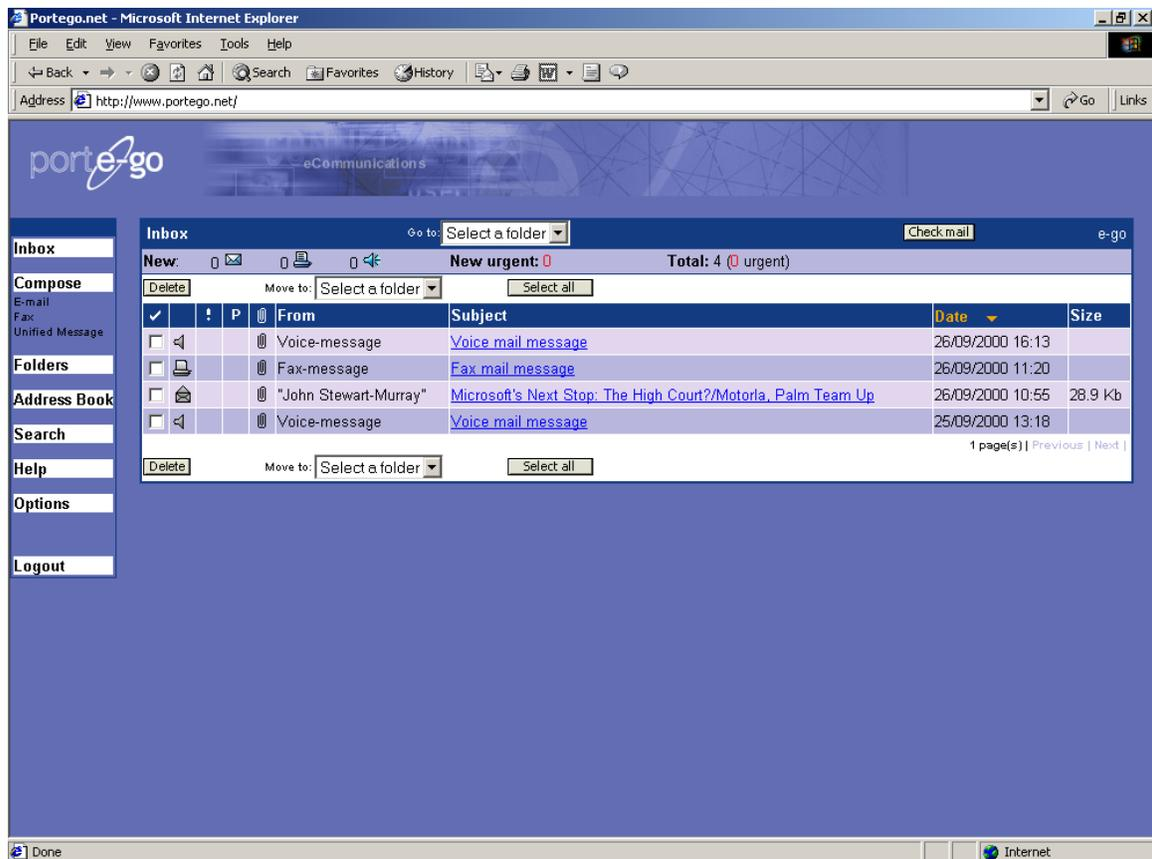 Portego.net - Microsoft Internet Explorer
File Edit View Favorites Tools Help
Back Search Favorites History
Address http://www.portego.net/ Go Links
port e-go
eCommunications
Inbox Go to: Select a folder Check mail e-go
New: 0 0 0 New urgent: 0 Total: 4 (0 urgent)
Delete Move to: Select a folder Select all
! P From Subject Date Size
Voice-message Voice mail message 26/09/2000 16:13
Fax-message Fax mail message 26/09/2000 11:20
"John Stewart-Murray" Microsoft's Next Stop: The High Court?/Motorla, Palm Team Up 26/09/2000 10:55 28.9 Kb
Voice-message Voice mail message 25/09/2000 13:18
1 page(s) | Previous | Next |
Delete Move to: Select a folder Select all
Inbox
Compose
E-mail
Fax
Unified Message
Folders
Address Book
Search
Help
Options
Logout
Done Internet